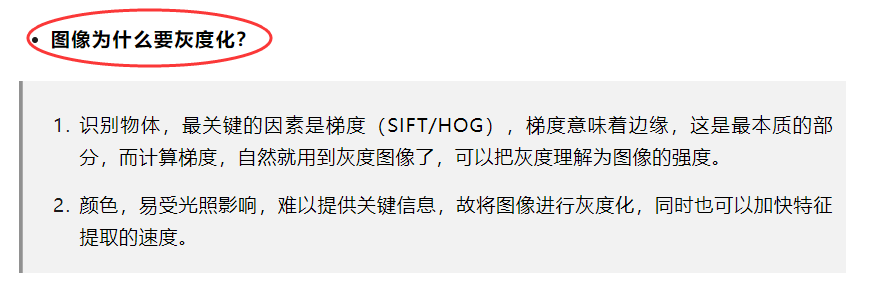 • 图像为什么要灰度化?
1. 识别物体，最关键的因素是梯度（SIFT/HOG），梯度意味着边缘，这是最本质的部
分，而计算梯度，自然就用到灰度图像了，可以把灰度理解为图像的强度。
2. 颜色，易受光照影响，难以提供关键信息，故将图像进行灰度化，同时也可以加快特征
提取的速度。